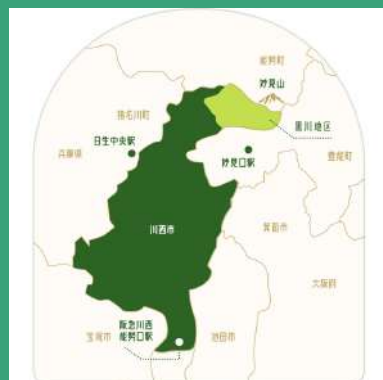 能勢町
妙見山
猪名川町
黒川地区
日生中央駅
兵庫県
妙見口駅
豊能町
川西市
箕面市
大阪府
阪急川西
能勢口駅
宝塚市
池田市